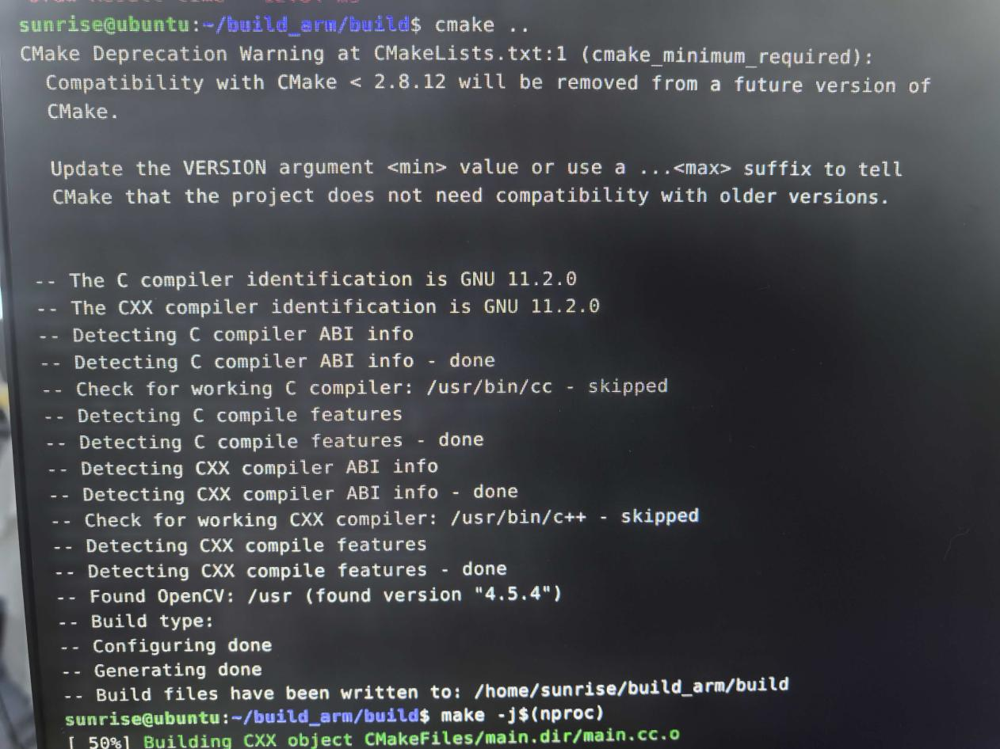 sunrise@ubuntu:~/build_arm/build$ cmake ..
CMake Deprecation Warning at CMakeLists.txt:1 (cmake_minimum_required):
  Compatibility with CMake < 2.8.12 will be removed from a future version of
  CMake.
  Update the VERSION argument <min> value or use a ...<max> suffix to tell
  CMake that the project does not need compatibility with older versions.
-- The C compiler identification is GNU 11.2.0
-- The CXX compiler identification is GNU 11.2.0
-- Detecting C compiler ABI info
-- Detecting C compiler ABI info - done
-- Check for working C compiler: /usr/bin/cc - skipped
-- Detecting C compile features
-- Detecting C compile features - done
-- Detecting CXX compiler ABI info
-- Detecting CXX compiler ABI info - done
-- Check for working CXX compiler: /usr/bin/c++ - skipped
-- Detecting CXX compile features
-- Detecting CXX compile features - done
-- Found OpenCV: /usr (found version "4.5.4")
-- Build type:
-- Configuring done
-- Generating done
-- Build files have been written to: /home/sunrise/build_arm/build
sunrise@ubuntu:~/build_arm/build$ make -j$(nproc)
[ 50%] Building CXX object CMakeFiles/main.dir/main.cc.o